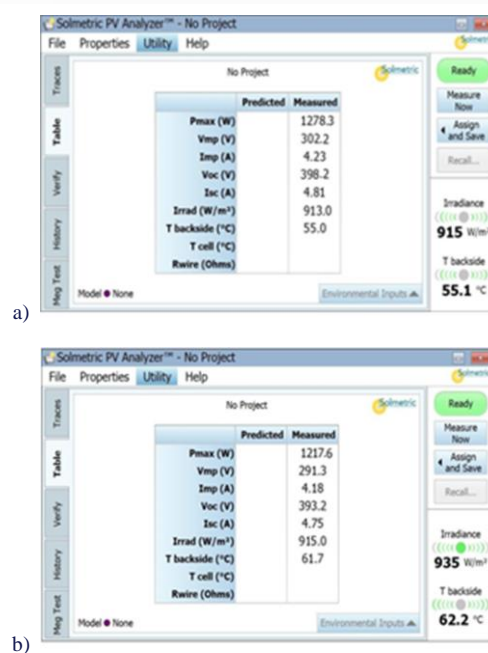 Solmetric PV Analyzer™ - No Project
File Properties Utility Help
Solmetric
Traces
Table
Verify
History
Meg Test
No Project
Solmetric
Predicted Measured
Pmax (W) 1278.3
Vmp (V) 302.2
Imp (A) 4.23
Voc (V) 398.2
Isc (A) 4.81
Irrad (W/m²) 913.0
T backside (°C) 55.0
T cell (°C)
Rwire (Ohms)
Model None
Environmental Inputs
Ready
Measure Now
Assign and Save
Recall...
Irradiance
915 W/m²
T backside
55.1 °C
a)
Solmetric PV Analyzer™ - No Project
File Properties Utility Help
Solmetric
Traces
Table
Verify
History
Meg Test
No Project
Solmetric
Predicted Measured
Pmax (W) 1217.6
Vmp (V) 291.3
Imp (A) 4.18
Voc (V) 393.2
Isc (A) 4.75
Irrad (W/m²) 915.0
T backside (°C) 61.7
T cell (°C)
Rwire (Ohms)
Model None
Environmental Inputs
Ready
Measure Now
Assign and Save
Recall...
Irradiance
935 W/m²
T backside
62.2 °C
b)